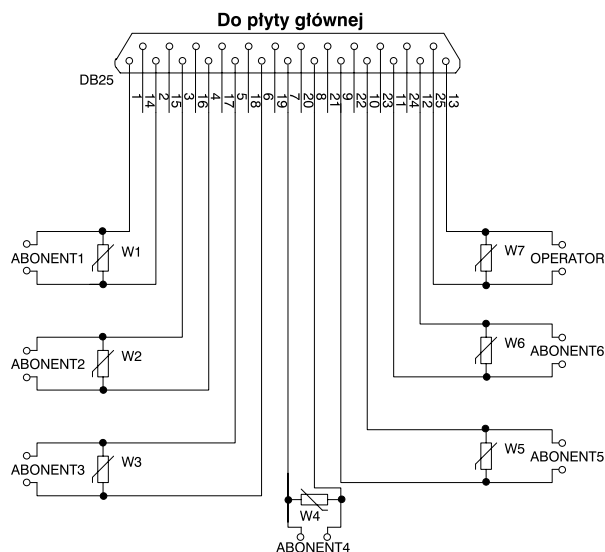 Do płyty głównej
DB25
1 14 2 15 3 16 4 17 5 18 6 19 7 20 8 21 9 22 10 23 11 24 12 25 13
W1
ABONENT1
W7
OPERATOR
W2
ABONENT2
W6
ABONENT6
W3
ABONENT3
W5
ABONENT5
W4
ABONENT4